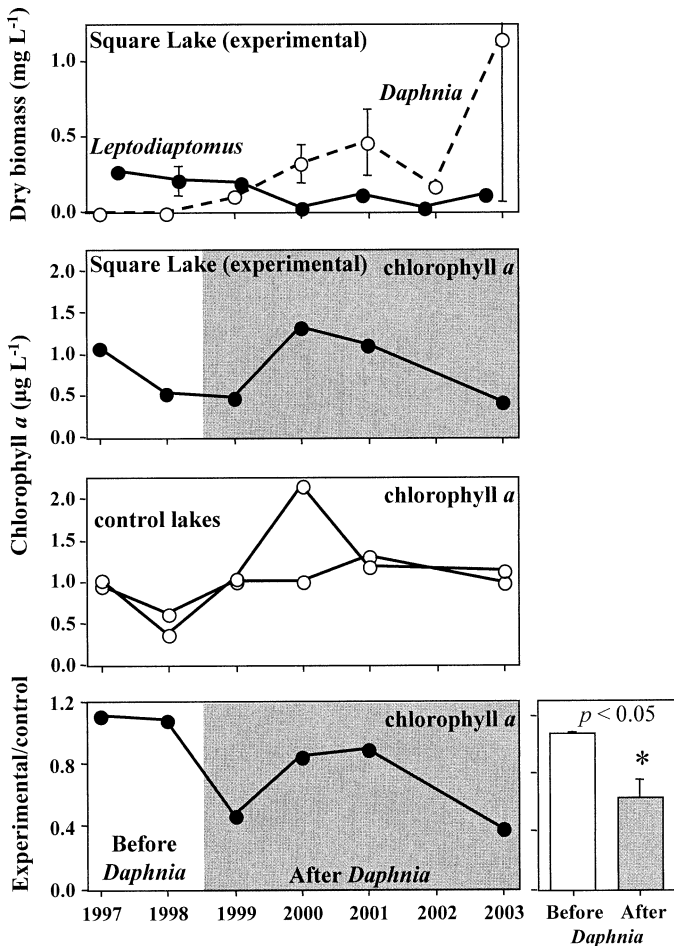 Square Lake (experimental)
Dry biomass (mg L-1)
1.0
Daphnia
Leptodiaptomus
0.5
0.0
Square Lake (experimental)
chlorophyll a
2.0
1.5
1.0
0.5
0.0
Chlorophyll a (µg L-1)
chlorophyll a
control lakes
2.0
1.5
1.0
0.5
0.0
Experimental/control
1.2
chlorophyll a
0.8
0.4
0.0
Before
Daphnia
After Daphnia
1997 1998 1999 2000 2001 2002 2003
p < 0.05
*
Before After
Daphnia